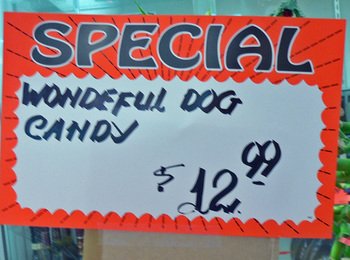 SPECIAL
WONDEFUL DOG
CANDY
$ 12.99